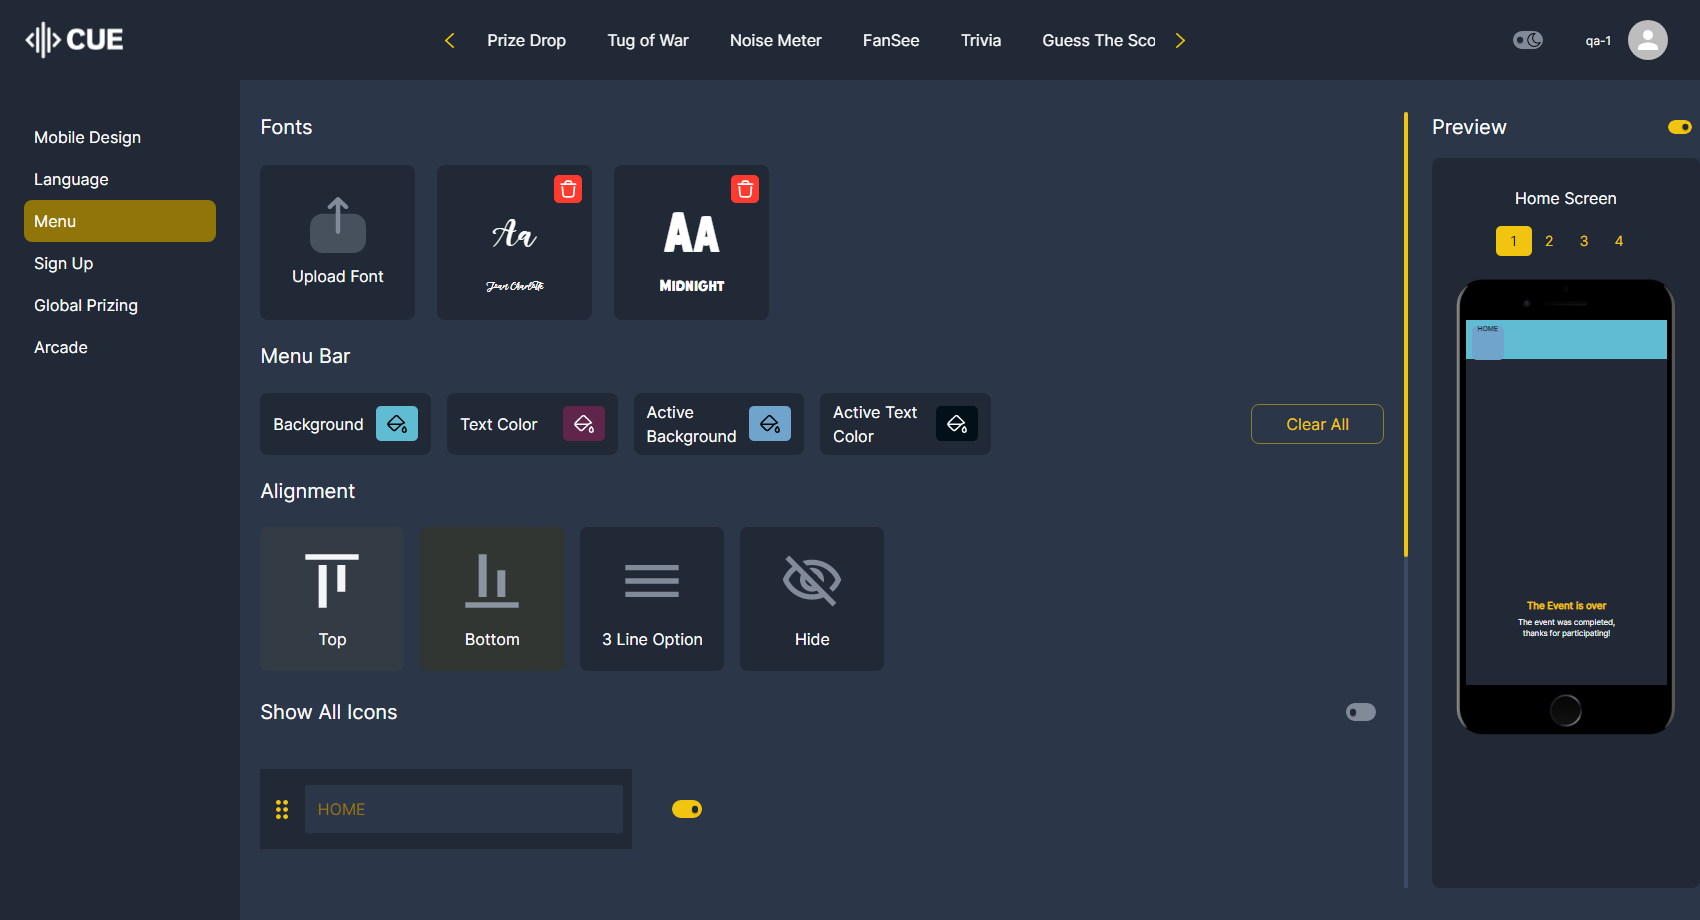 CUE
Prize Drop
Tug of War
Noise Meter
FanSee
Trivia
Guess The Sco
qa-1
Mobile Design
Language
Menu
Sign Up
Global Prizing
Arcade
Fonts
Upload Font
Aa
Jean Charlotte
AA
MIDNIGHT
Menu Bar
Background
Text Color
Active
Background
Active Text
Color
Clear All
Alignment
Top
Bottom
3 Line Option
Hide
Show All Icons
HOME
Preview
Home Screen
1 2 3 4
HOME
The Event is over
The event was completed,
thanks for participating!